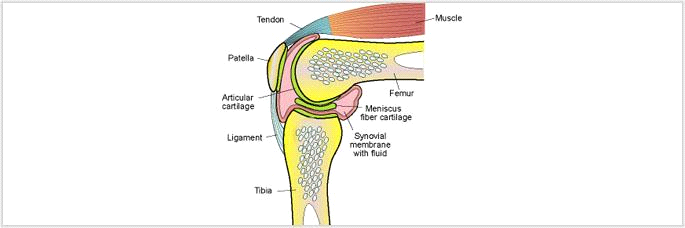 Tendon
Muscle
Patella
Femur
Articular
cartilage
Meniscus
fiber cartilage
Ligament
Synovial
membrane
with fluid
Tibia